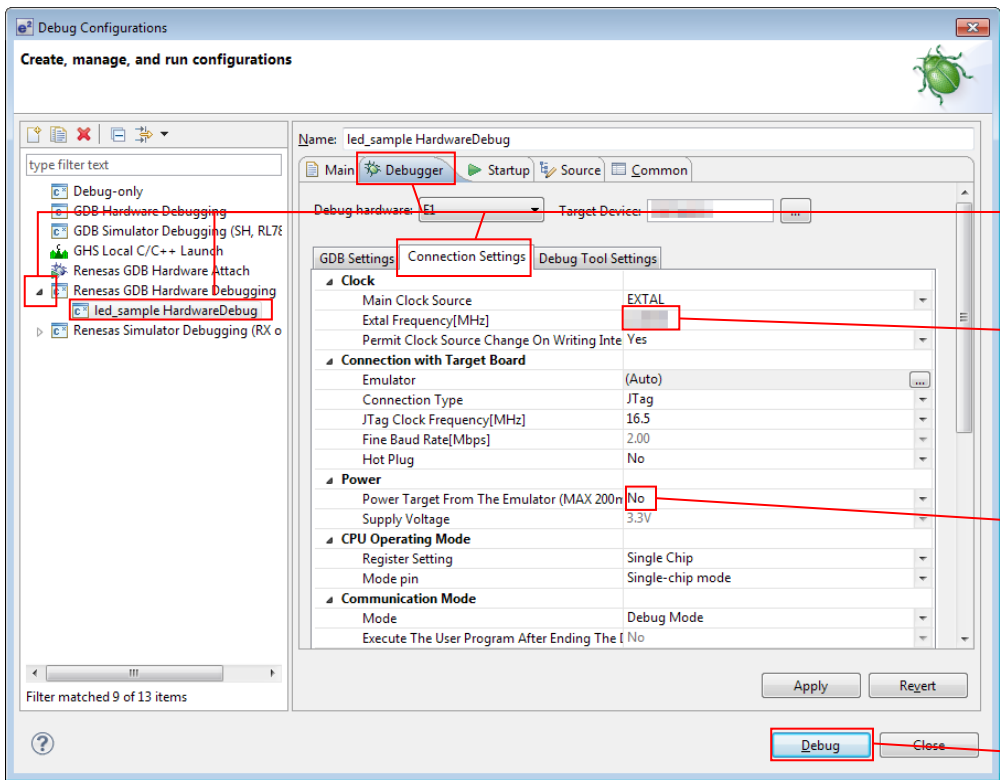 e² Debug Configurations
Create, manage, and run configurations
type filter text
Debug-only
GDB Hardware Debugging
GDB Simulator Debugging (SH, RL78
GHS Local C/C++ Launch
Renesas GDB Hardware Attach
Renesas GDB Hardware Debugging
led_sample HardwareDebug
Renesas Simulator Debugging (RX o
Filter matched 9 of 13 items
Name: led_sample HardwareDebug
Main Debugger Startup Source Common
Debug hardware: E1 Target Device: ...
GDB Settings Connection Settings Debug Tool Settings
Clock
Main Clock Source EXTAL
Extal Frequency[MHz]
Permit Clock Source Change On Writing Inte Yes
Connection with Target Board
Emulator (Auto) ...
Connection Type JTag
JTag Clock Frequency[MHz] 16.5
Fine Baud Rate[Mbps] 2.00
Hot Plug No
Power
Power Target From The Emulator (MAX 200m No
Supply Voltage 3.3V
CPU Operating Mode
Register Setting Single Chip
Mode pin Single-chip mode
Communication Mode
Mode Debug Mode
Execute The User Program After Ending The D No
Apply Revert
? Debug Close